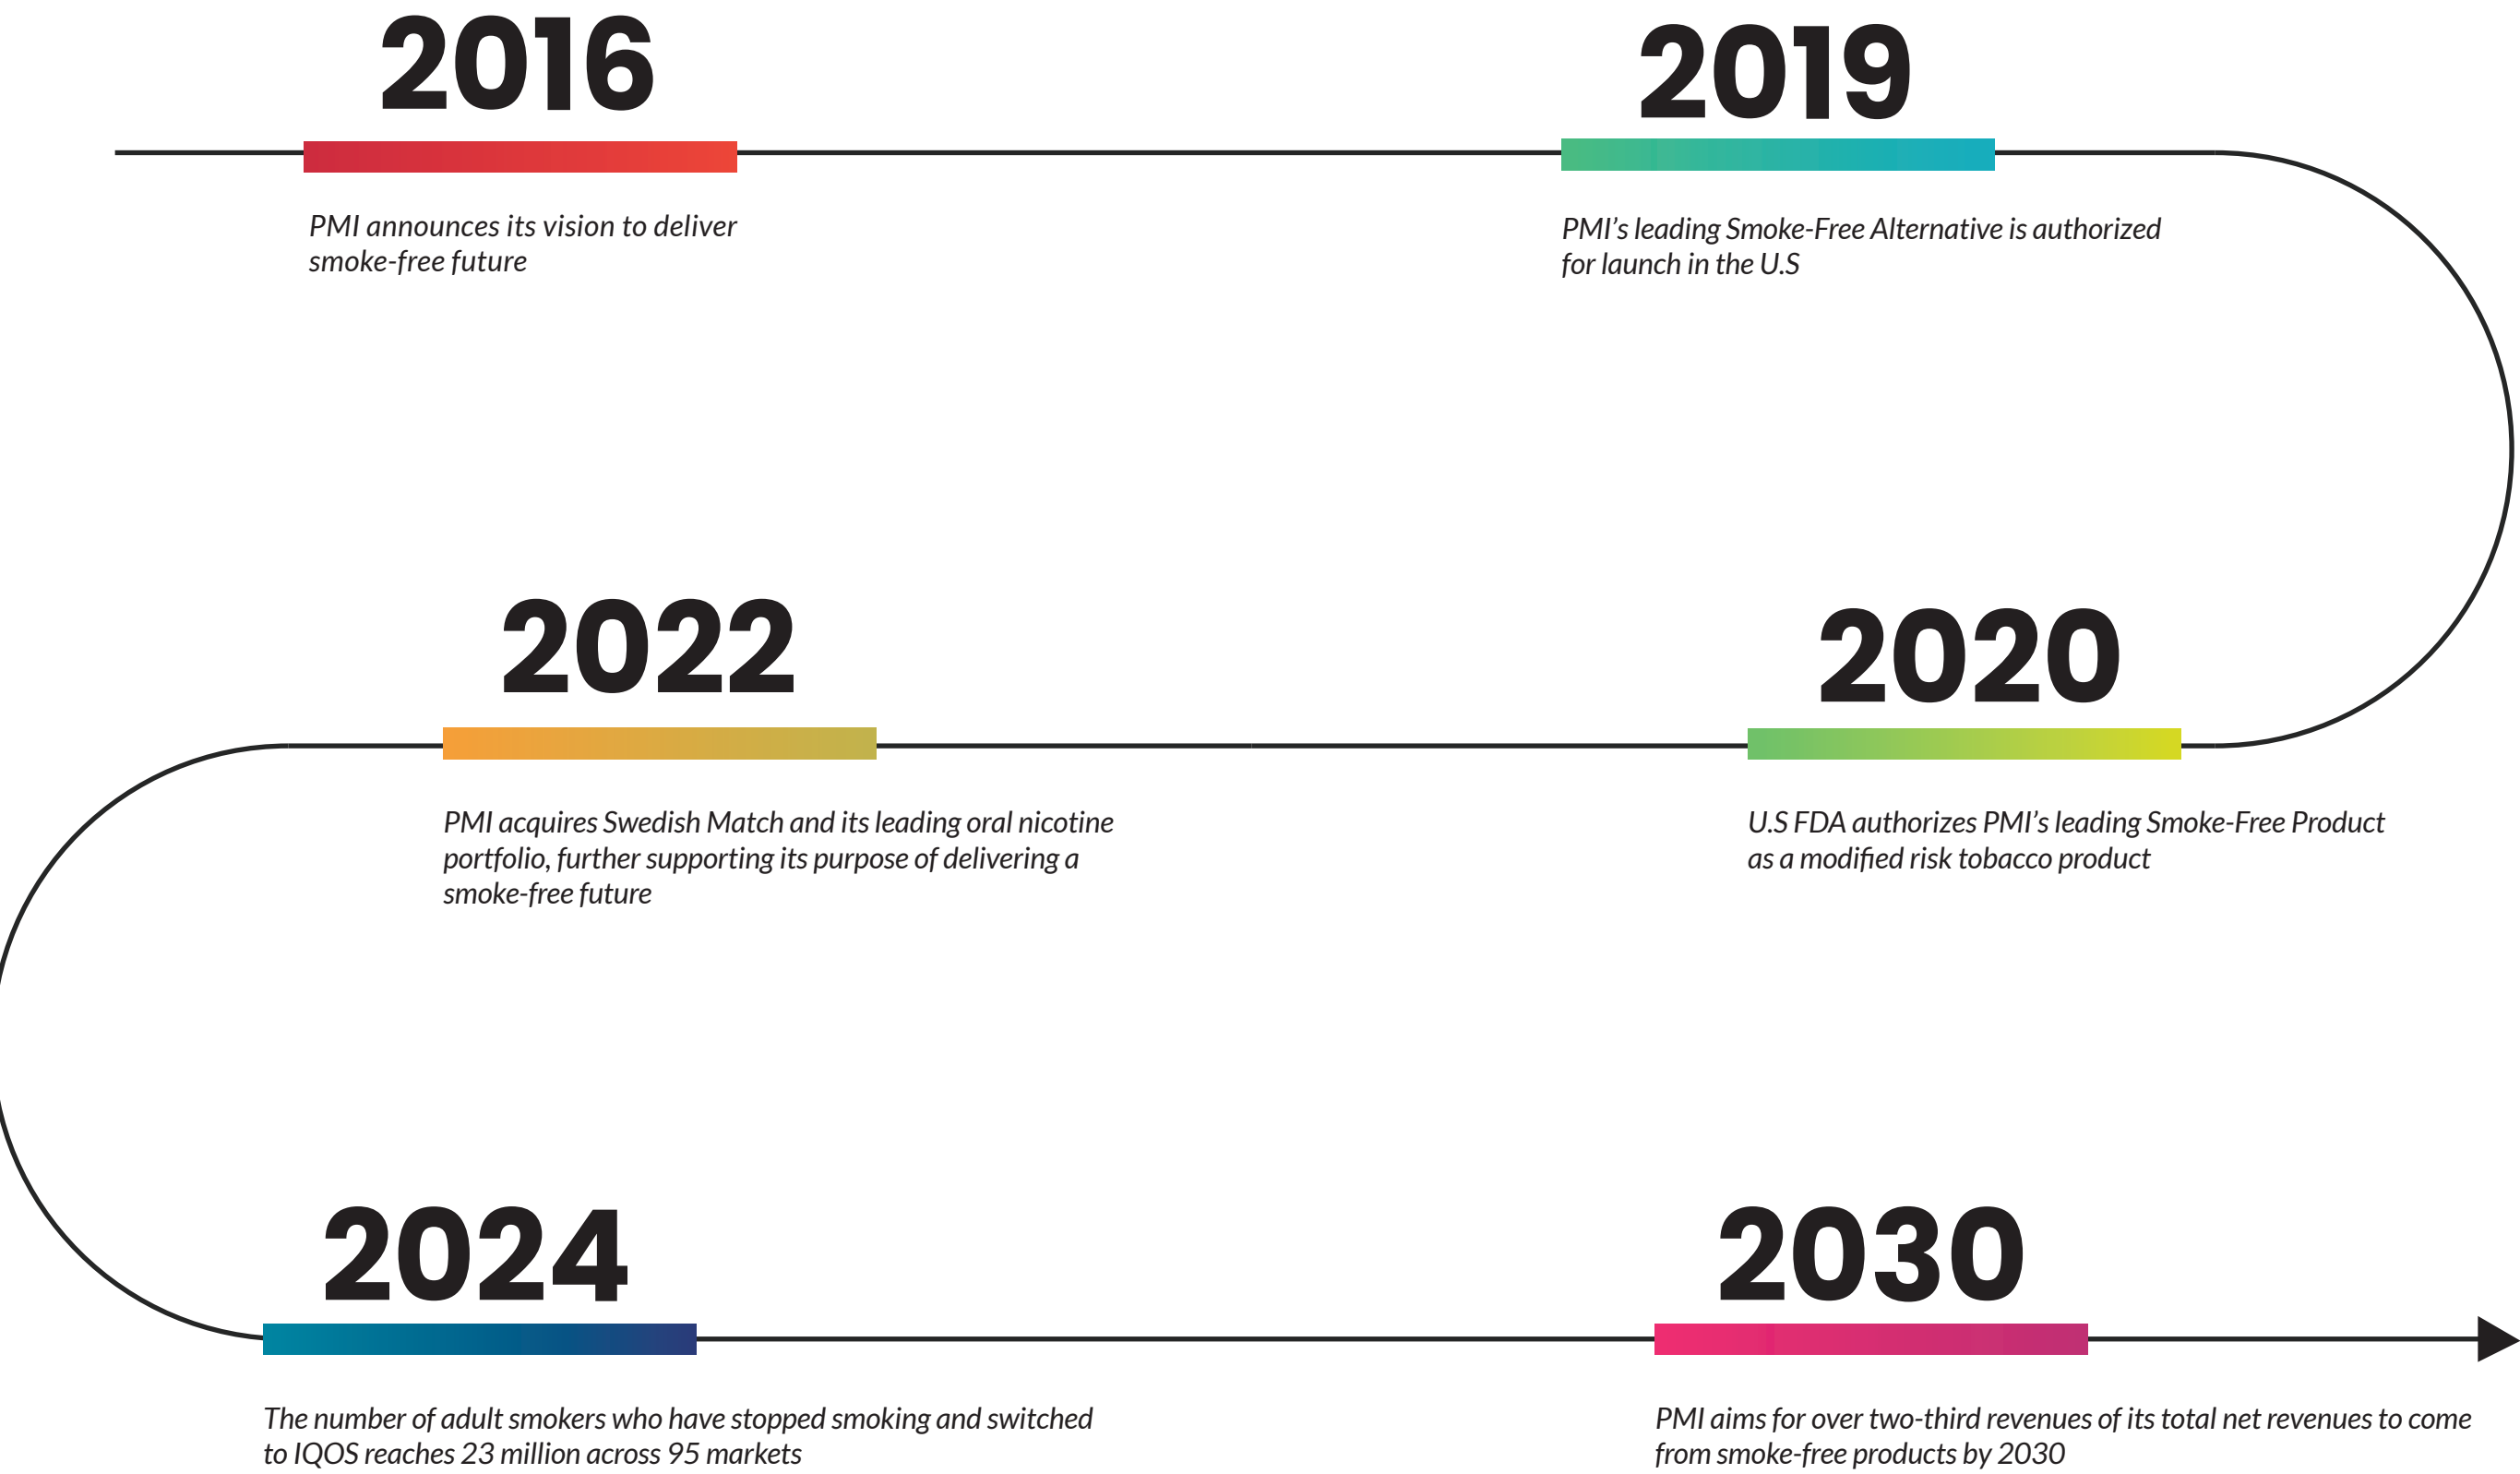 2016
PMI announces its vision to deliver
smoke-free future
2019
PMI’s leading Smoke-Free Alternative is authorized
for launch in the U.S
2020
U.S FDA authorizes PMI’s leading Smoke-Free Product
as a modified risk tobacco product
2022
PMI acquires Swedish Match and its leading oral nicotine
portfolio, further supporting its purpose of delivering a
smoke-free future
2024
The number of adult smokers who have stopped smoking and switched
to IQOS reaches 23 million across 95 markets
2030
PMI aims for over two-third revenues of its total net revenues to come
from smoke-free products by 2030